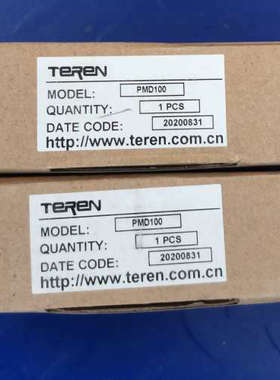 TEREN
MODEL: PMD100
QUANTITY: 1 PCS
DATE CODE: 20200831
http://www.teren.com.cn
TEREN
MODEL: PMD100
QUANTITY: 1 PCS
DATE CODE: 20200831
http://www.teren.com.cn